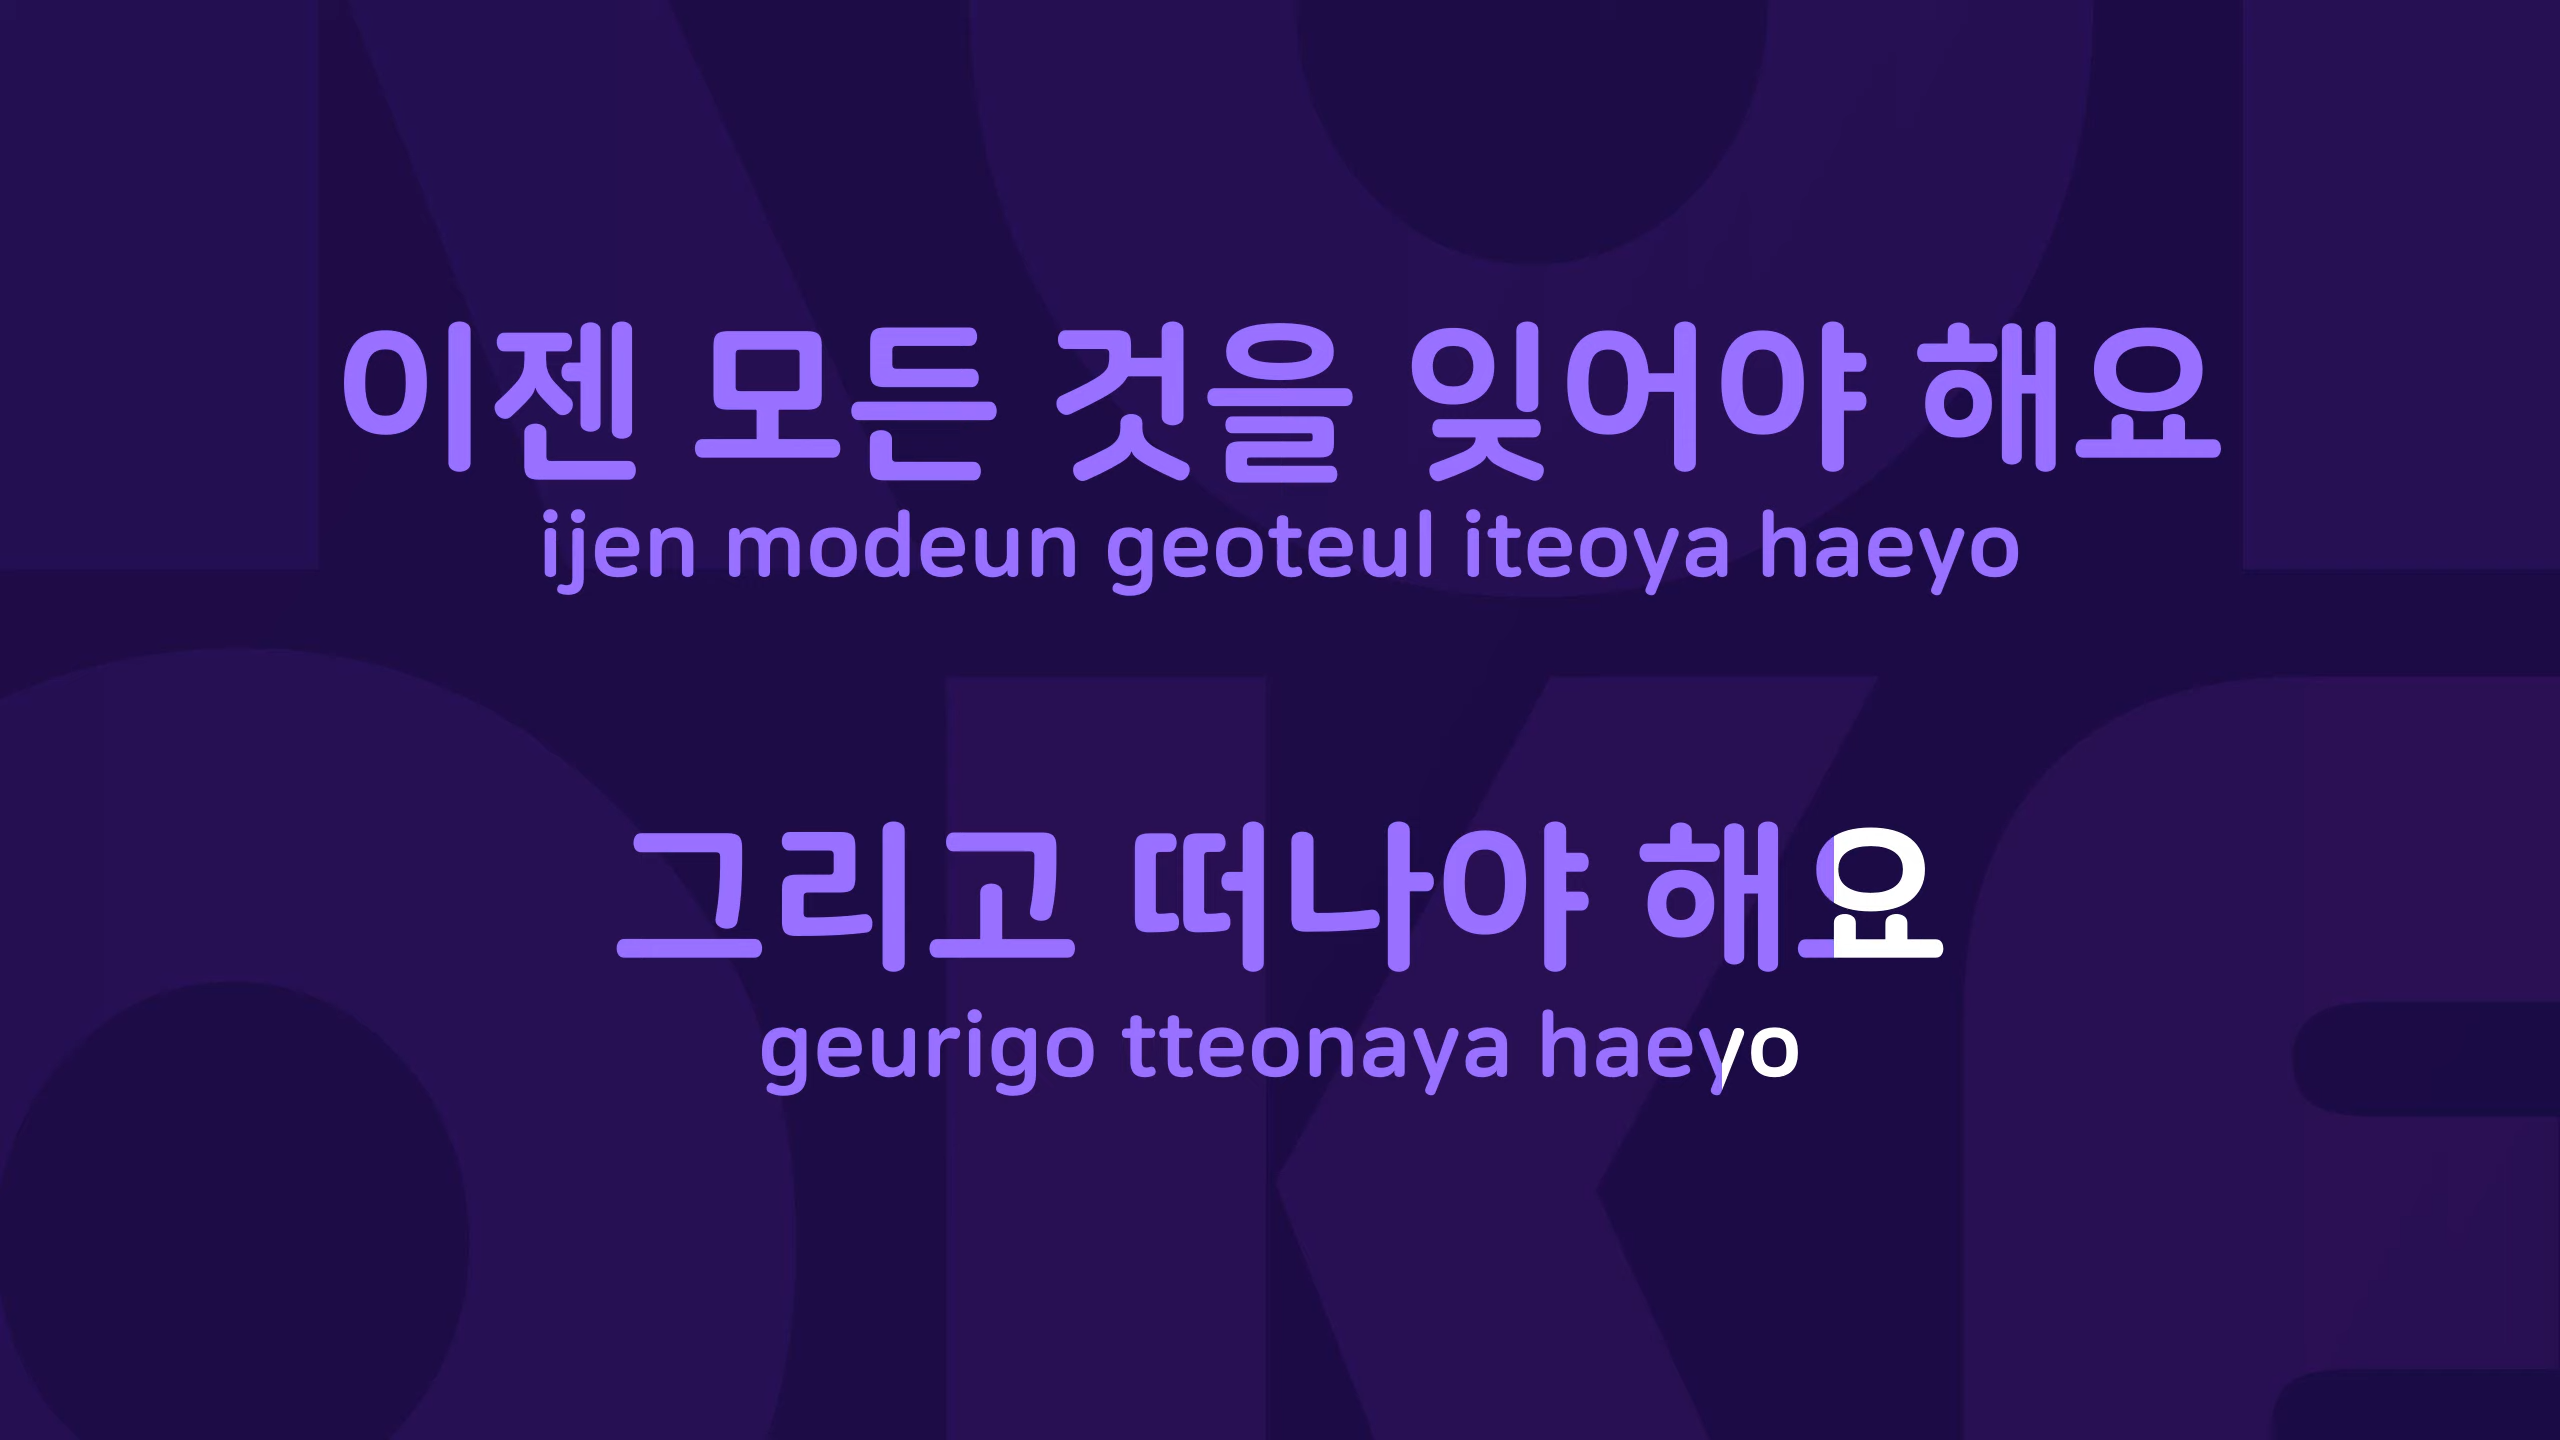 이젠 모든 것을 잊어야 해요
ijen modeun geoteul iteoya haeyo
그리고 떠나야 해요
geurigo tteonaya haeyo